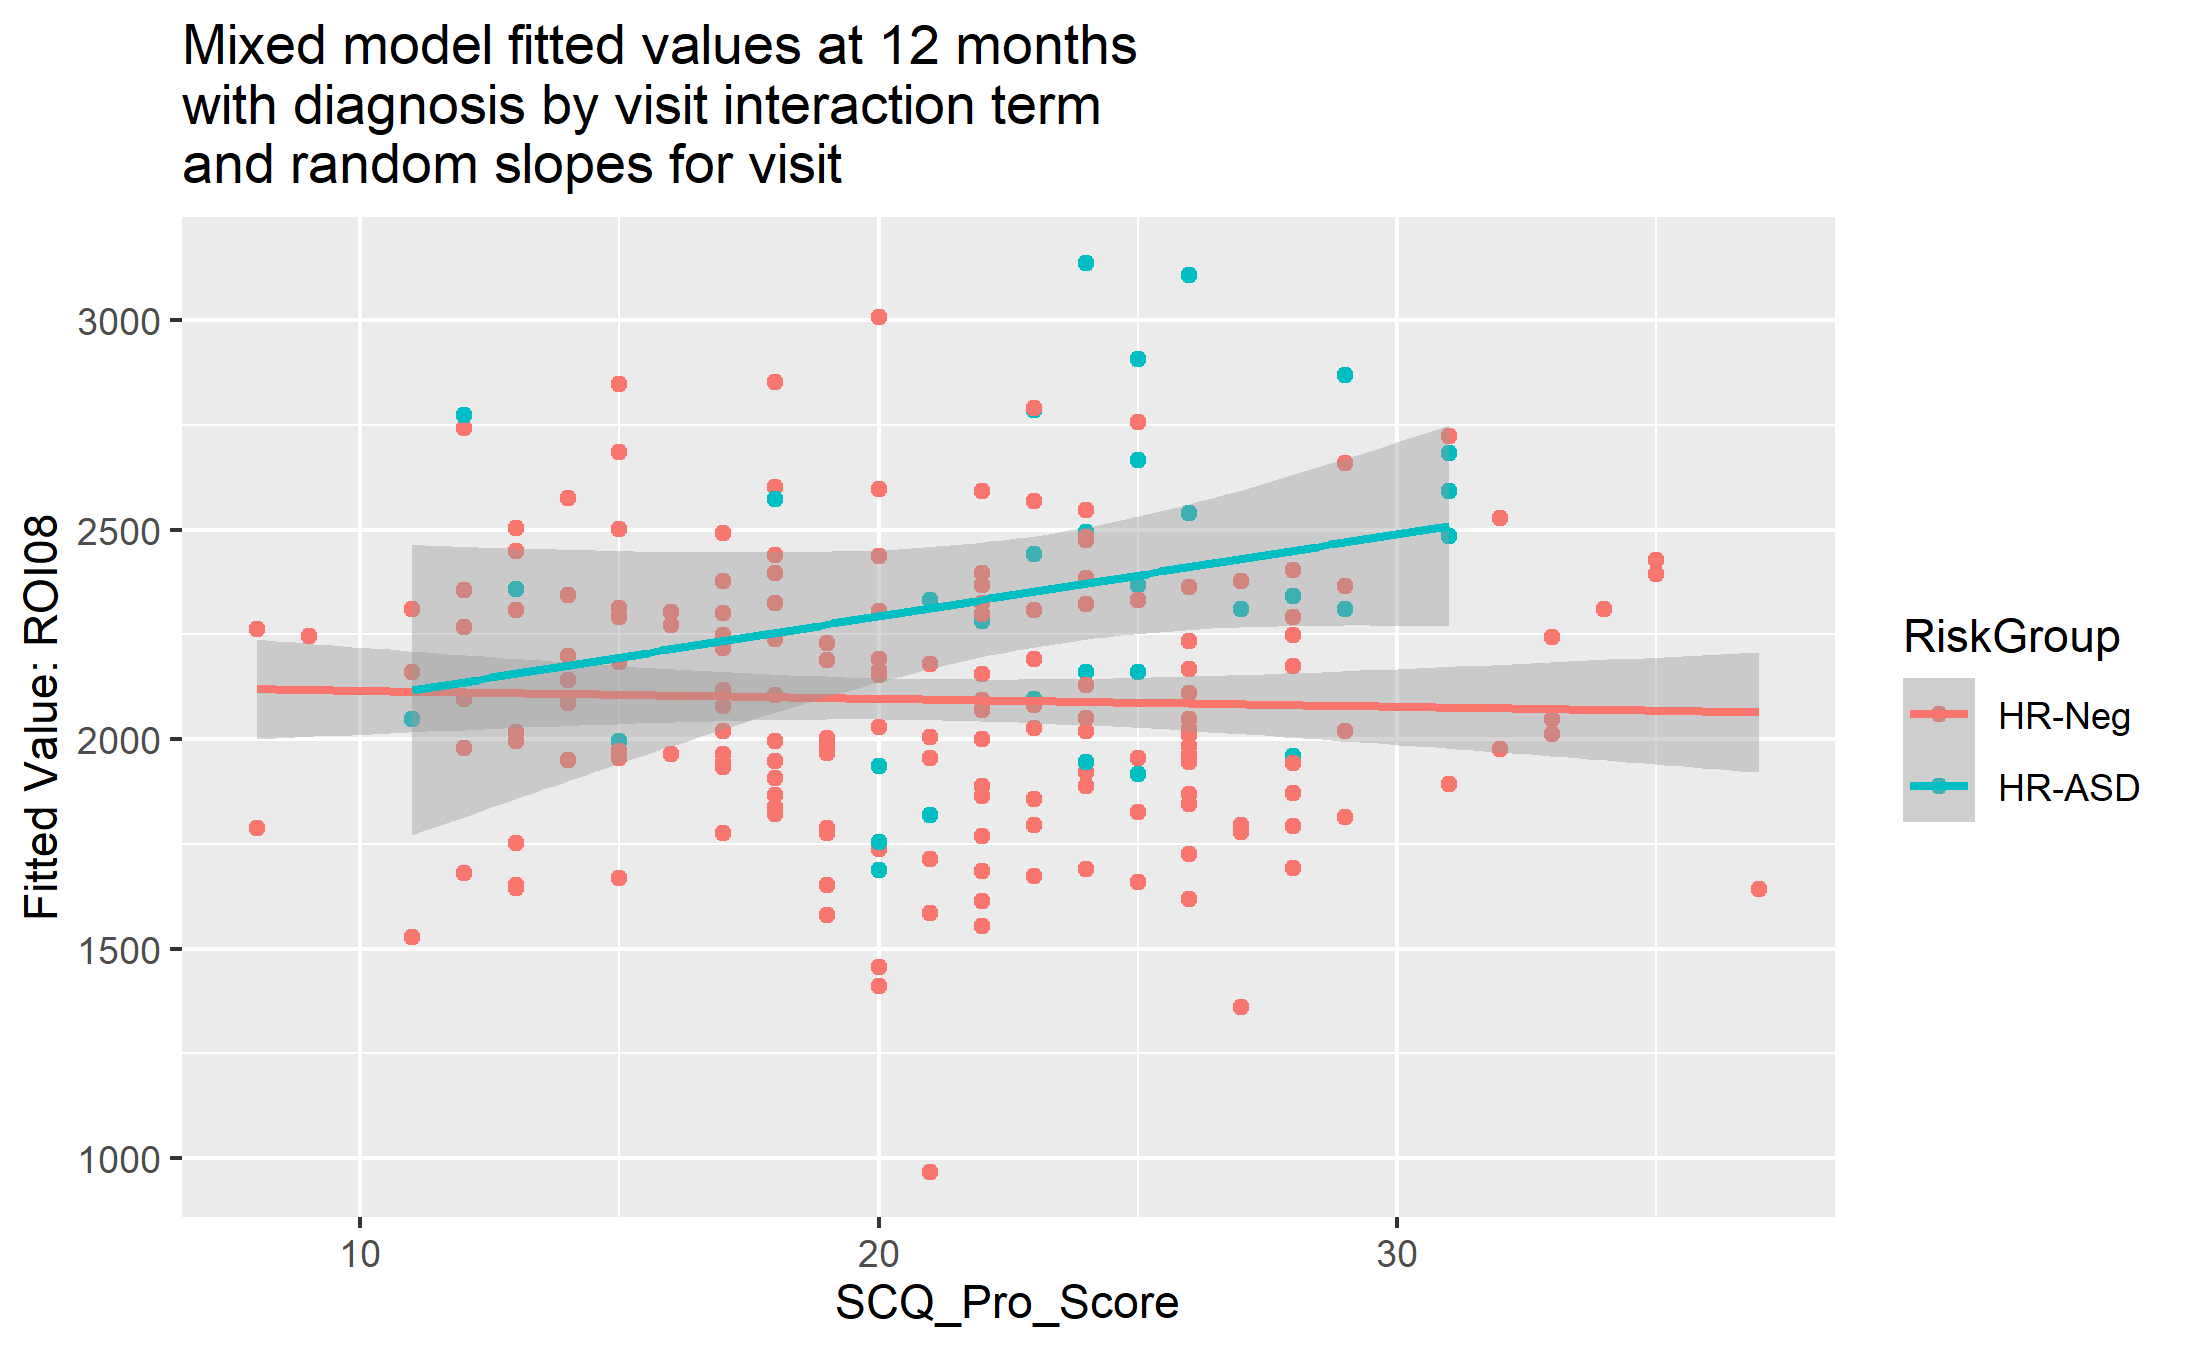 Mixed model fitted values at 12 months
with diagnosis by visit interaction term
and random slopes for visit
Fitted Value: ROI08
3000
2500
2000
1500
1000
10
20
30
SCQ_Pro_Score
RiskGroup
HR-Neg
HR-ASD